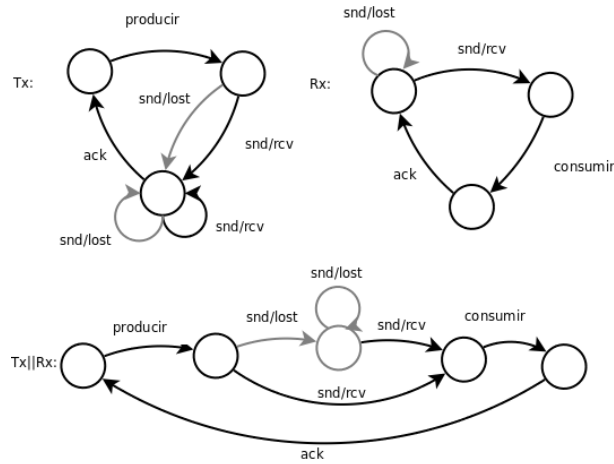 producir
Tx:
snd/lost
snd/rcv
ack
snd/lost
snd/rcv
snd/lost
snd/rcv
Rx:
ack
consumir
snd/lost
producir
snd/lost
snd/rcv
consumir
Tx||Rx:
snd/rcv
ack